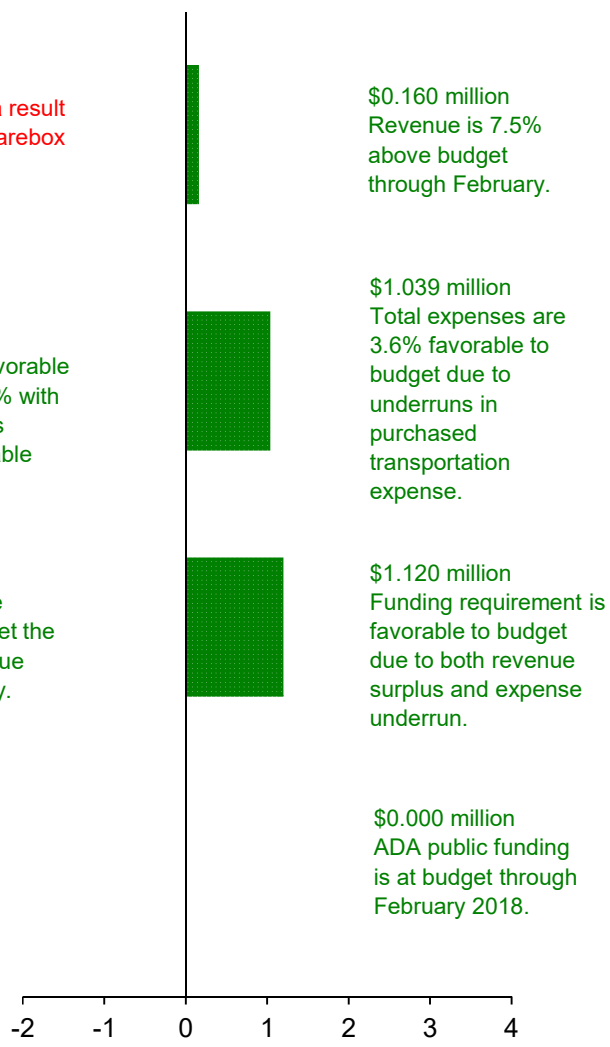 result
arebox
$0.160 million
Revenue is 7.5%
above budget
through February.
vorable
% with
s
able
$1.039 million
Total expenses are
3.6% favorable to
budget due to
underruns in
purchased
transportation
expense.
e
et the
ue
y.
$1.120 million
Funding requirement is
favorable to budget
due to both revenue
surplus and expense
underrun.
$0.000 million
ADA public funding
is at budget through
February 2018.
-2 -1 0 1 2 3 4